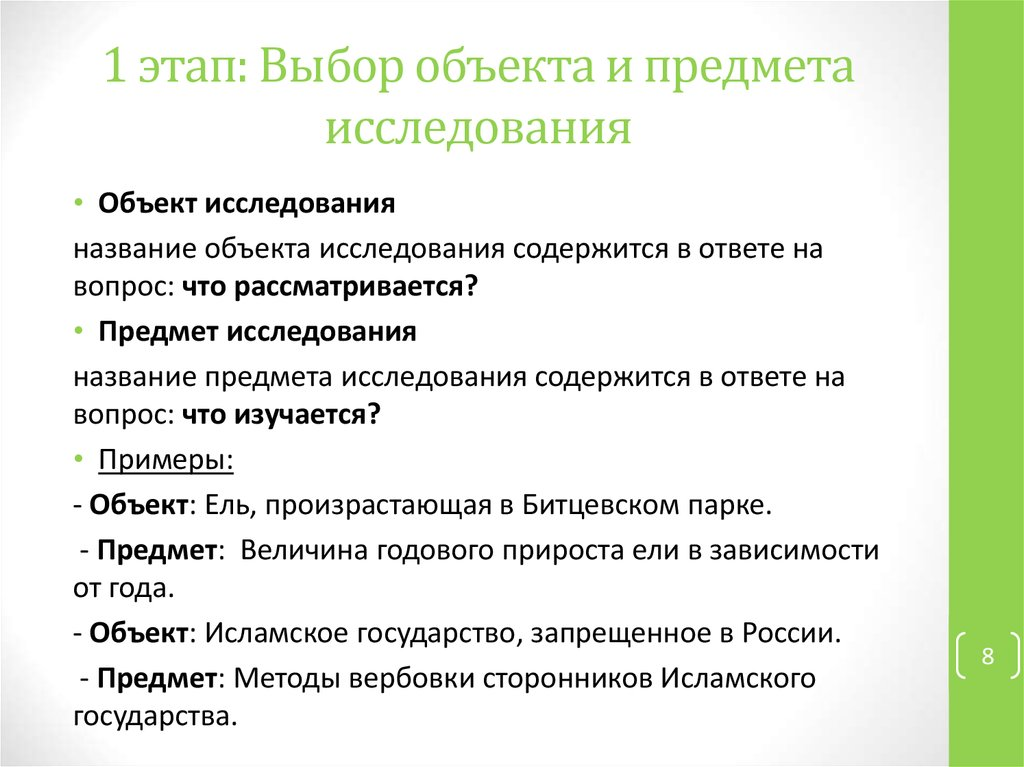 1 этап: Выбор объекта и предмета
исследования
• Объект исследования
название объекта исследования содержится в ответе на
вопрос: что рассматривается?
• Предмет исследования
название предмета исследования содержится в ответе на
вопрос: что изучается?
• Примеры:
- Объект: Ель, произрастающая в Битцевском парке.
- Предмет: Величина годового прироста ели в зависимости
от года.
- Объект: Исламское государство, запрещенное в России.
- Предмет: Методы вербовки сторонников Исламского
государства.
8